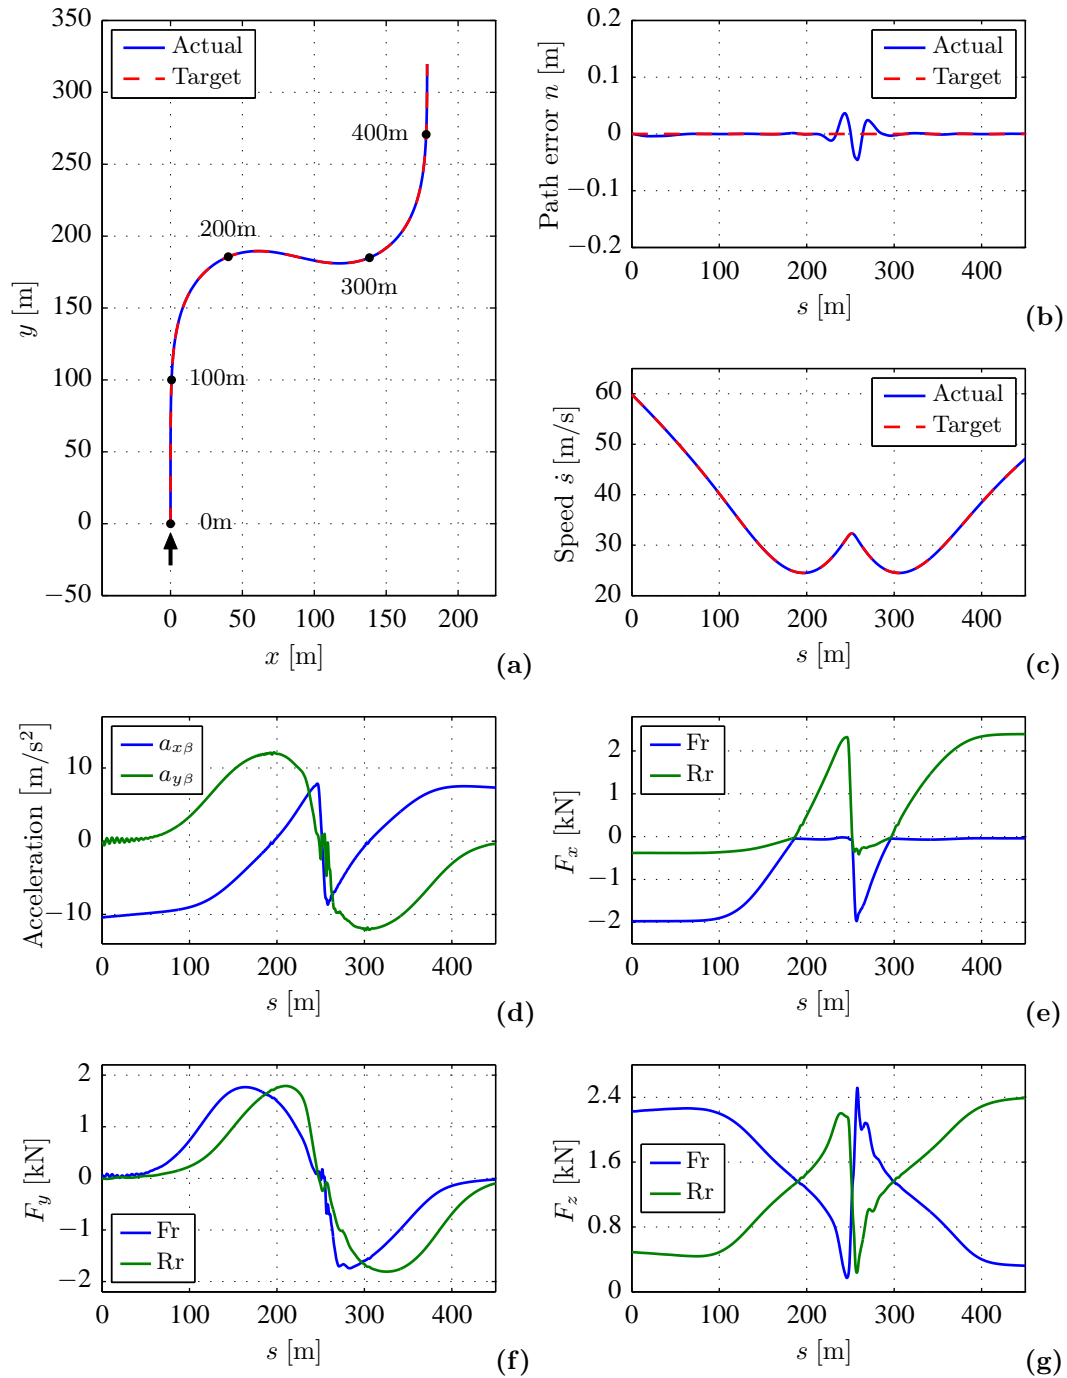 350
300
250
200
150
100
50
0
−50
Actual
Target
400m
200m
300m
100m
0m
0 50 100 150 200
y [m]
x [m]
(a)
0.2
0.1
0
−0.1
−0.2
Actual
Target
0 100 200 300 400
Path error n [m]
s [m]
(b)
60
50
40
30
20
Actual
Target
0 100 200 300 400
Speed ṡ [m/s]
s [m]
(c)
10
0
−10
a_{xβ}
a_{yβ}
0 100 200 300 400
Acceleration [m/s²]
s [m]
(d)
2
1
0
−1
−2
Fr
Rr
0 100 200 300 400
F_x [kN]
s [m]
(e)
2
1
0
−1
−2
Fr
Rr
0 100 200 300 400
F_y [kN]
s [m]
(f)
2.4
1.6
0.8
0
Fr
Rr
0 100 200 300 400
F_z [kN]
s [m]
(g)